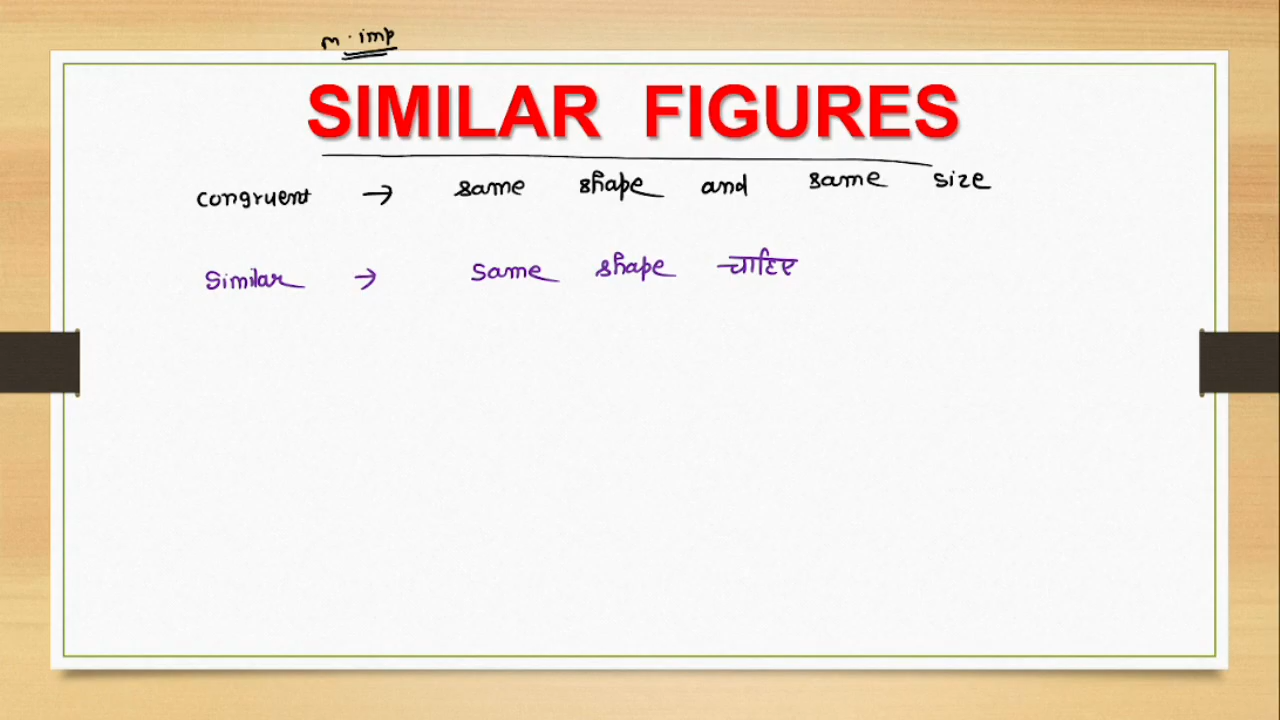 m. imp
SIMILAR FIGURES
congruent → same shape and same size
Similar → same shape चाहिए